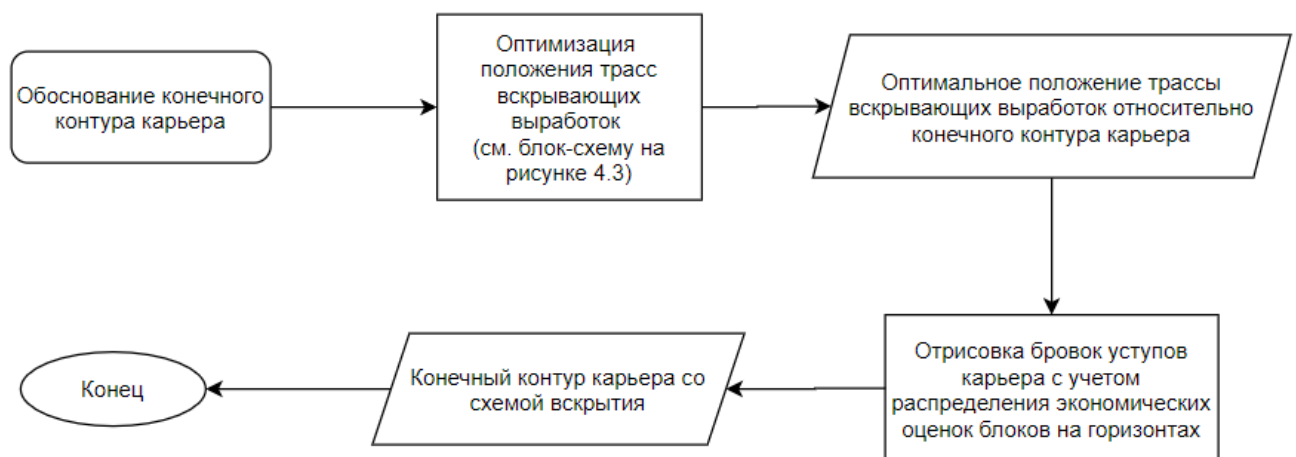 Обоснование конечного
контура карьера
Оптимизация
положения трасс
вскрывающих
выработок
(см. блок-схему на
рисунке 4.3)
Оптимальное положение трассы
вскрывающих выработок относительно
конечного контура карьера
Отрисовка бровок уступов
карьера с учетом
распределения экономических
оценок блоков на горизонтах
Конечный контур карьера со
схемой вскрытия
Конец